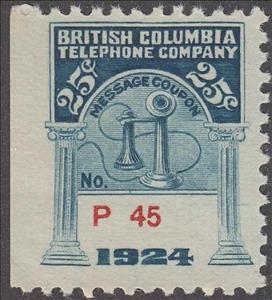 BRITISH COLUMBIA
TELEPHONE COMPANY
25¢ 25¢
MESSAGE COUPON
No.
P 45
1924